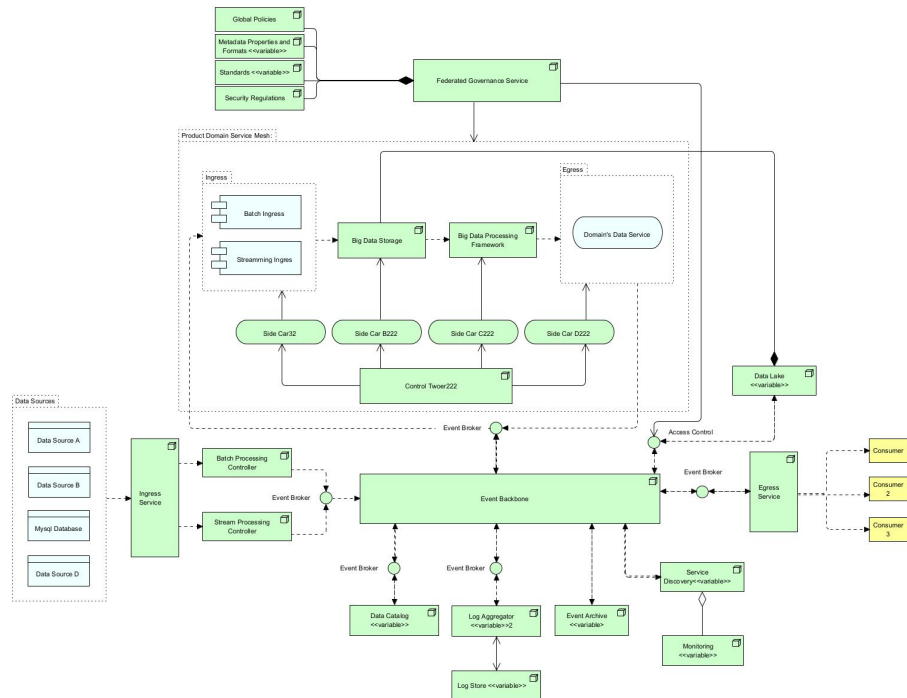 Global Policies
Metadata Properties and
Formats <<variable>>
Standards <<variable>>
Security Regulations
Federated Governance Service
Product Domain Service Mesh:
Ingress
Batch Ingress
Streamming Ingres
Big Data Storage
Big Data Processing
Framework
Egress
Domain's Data Service
Side Car32
Side Car B222
Side Car C222
Side Car D222
Control Twoer222
Data Lake
<<variable>>
Data Sources
Data Source A
Data Source B
Mysql Database
Data Source D
Ingress
Service
Batch Processing
Controller
Stream Processing
Controller
Event Broker
Event Broker
Access Control
Event Backbone
Event Broker
Egress
Service
Consumer
Consumer
2
Consumer
3
Event Broker
Event Broker
Data Catalog
<<variable>>
Log Aggregator
<<variable>>2
Event Archive
<<variable>
Service
Discovery<<variable>>
Monitoring
<<variable>>
Log Store <<variable>>